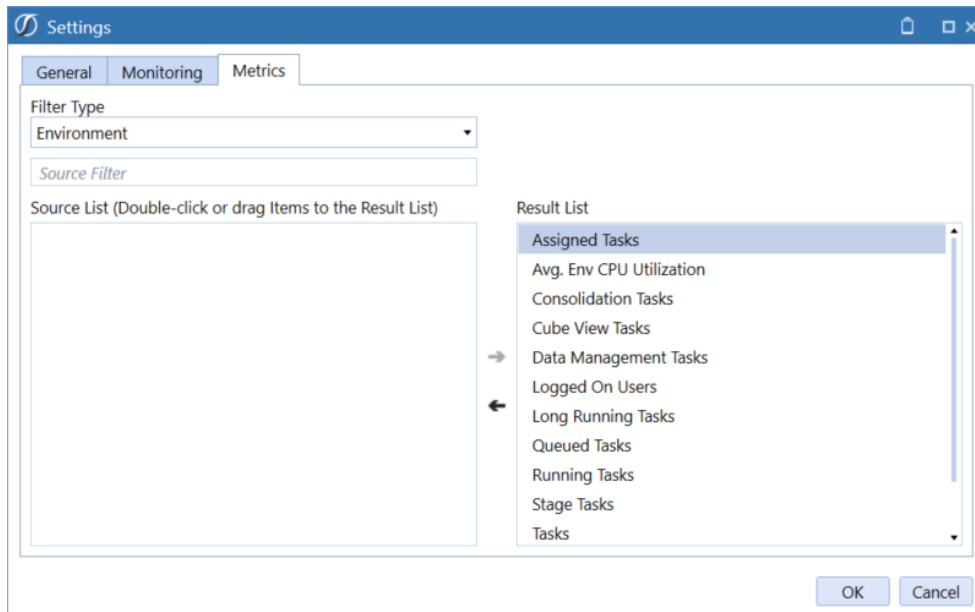 Settings
General Monitoring Metrics
Filter Type
Environment
Source Filter
Source List (Double-click or drag Items to the Result List)
Result List
Assigned Tasks
Avg. Env CPU Utilization
Consolidation Tasks
Cube View Tasks
Data Management Tasks
Logged On Users
Long Running Tasks
Queued Tasks
Running Tasks
Stage Tasks
Tasks
OK Cancel